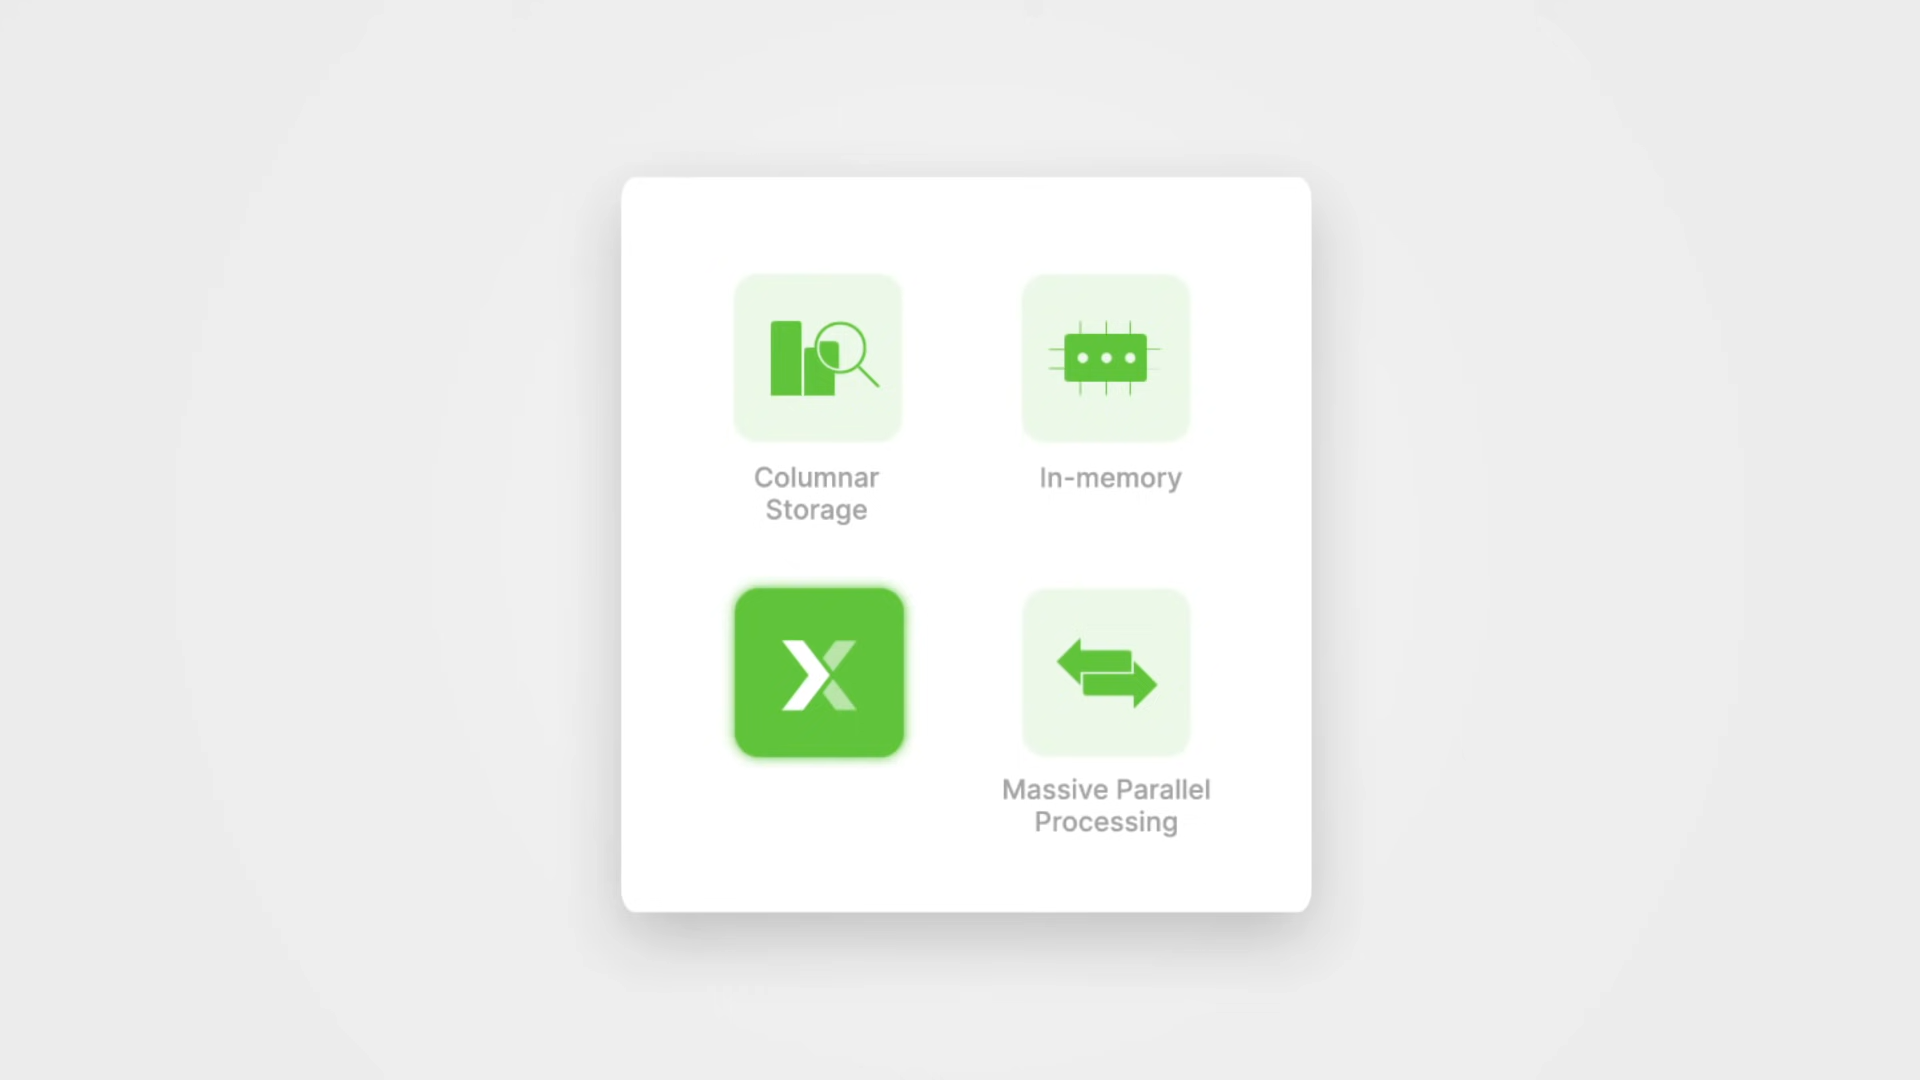 Columnar
Storage
In-memory
X
Massive Parallel
Processing